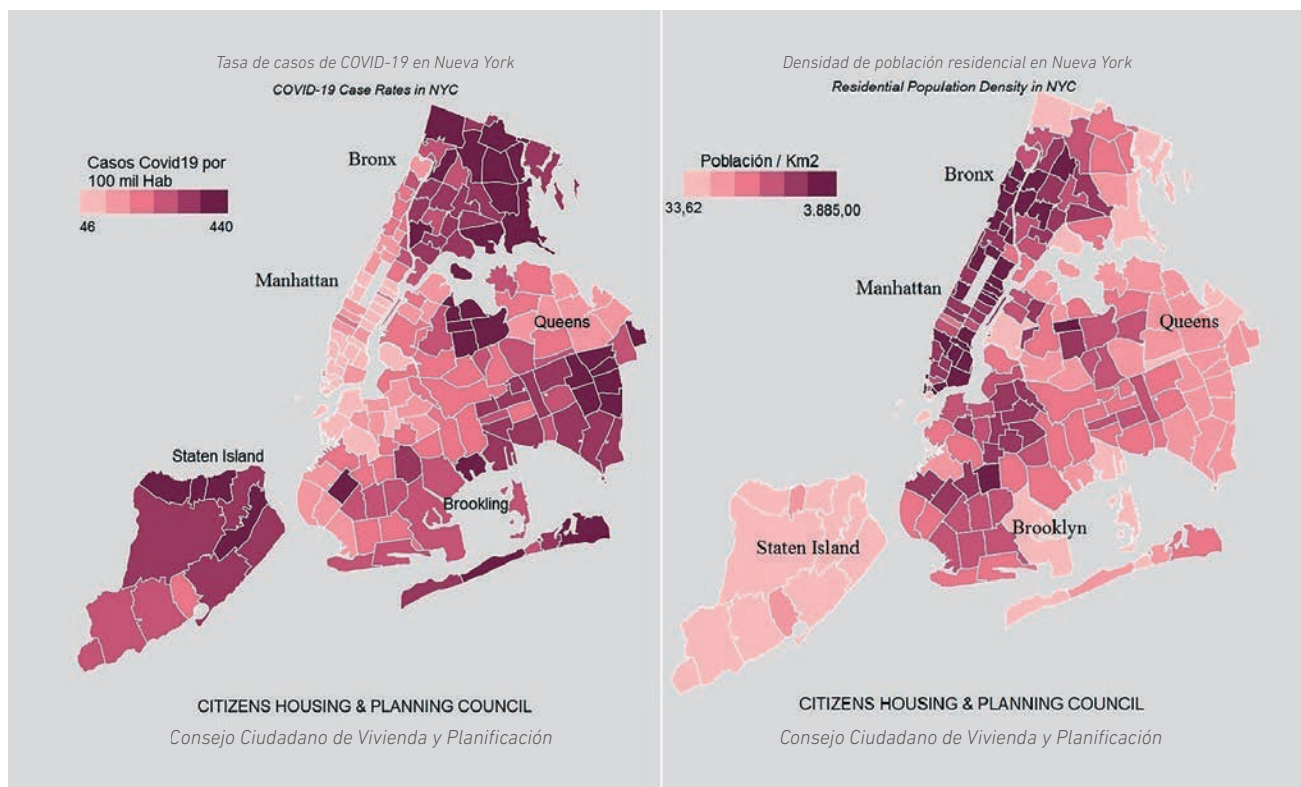 Tasa de casos de COVID-19 en Nueva York
COVID-19 Case Rates in NYC
Casos Covid19 por
100 mil Hab
46
440
Bronx
Manhattan
Queens
Staten Island
Brookling
CITIZENS HOUSING & PLANNING COUNCIL
Consejo Ciudadano de Vivienda y Planificación
Densidad de población residencial en Nueva York
Residential Population Density in NYC
Población / Km2
33,62
3.885,00
Bronx
Manhattan
Queens
Brooklyn
Staten Island
CITIZENS HOUSING & PLANNING COUNCIL
Consejo Ciudadano de Vivienda y Planificación